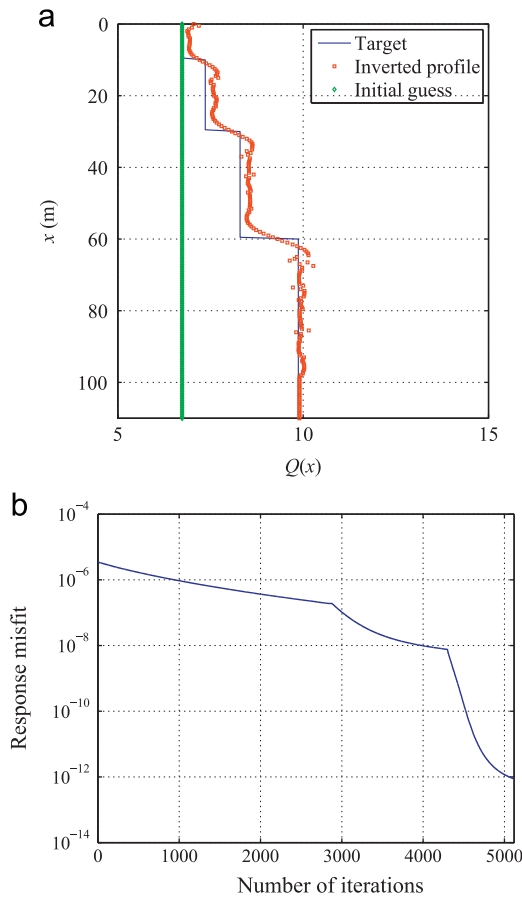 a
0
20
40
60
80
100
x (m)
Target
Inverted profile
Initial guess
5
10
15
Q(x)
b
10⁻⁴
10⁻⁶
10⁻⁸
10⁻¹⁰
10⁻¹²
10⁻¹⁴
Response misfit
0
1000
2000
3000
4000
5000
Number of iterations